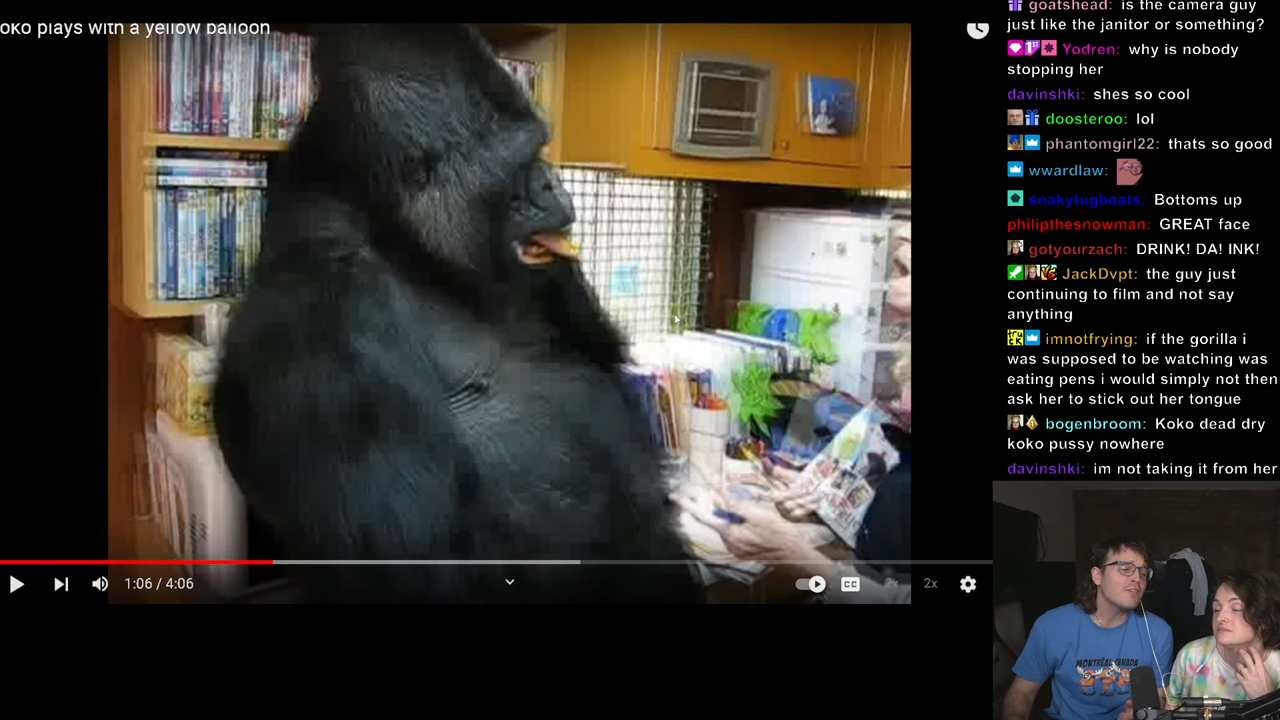 oko plays with a yellow balloon
goatshead: is the camera guy
just like the janitor or something?
Yodren: why is nobody
stopping her
davinshki: shes so cool
doosteroo: lol
phantomgirl22: thats so good
wwardlaw:
snakytugboats: Bottoms up
philipthesnowman: GREAT face
gotyourzach: DRINK! DA! INK!
JackDvpt: the guy just
continuing to film and not say
anything
imnotfrying: if the gorilla i
was supposed to be watching was
eating pens i would simply not then
ask her to stick out her tongue
bogenbroom: Koko dead dry
koko pussy nowhere
davinshki: im not taking it from her
1:06 / 4:06
CC
2x
2x
MONTRÉAL CANADA